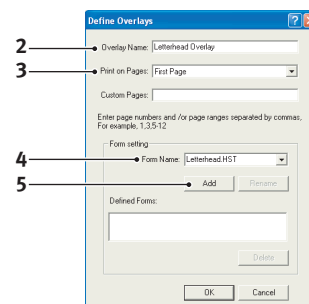 Define Overlays
2 Overlay Name: Letterhead Overlay
3 Print on Pages: First Page
Custom Pages:
Enter page numbers and /or page ranges separated by commas,
For example, 1,3,5-12
Form setting
4 Form Name: Letterhead.HST
5 Add Rename
Defined Forms:
Delete
OK Cancel